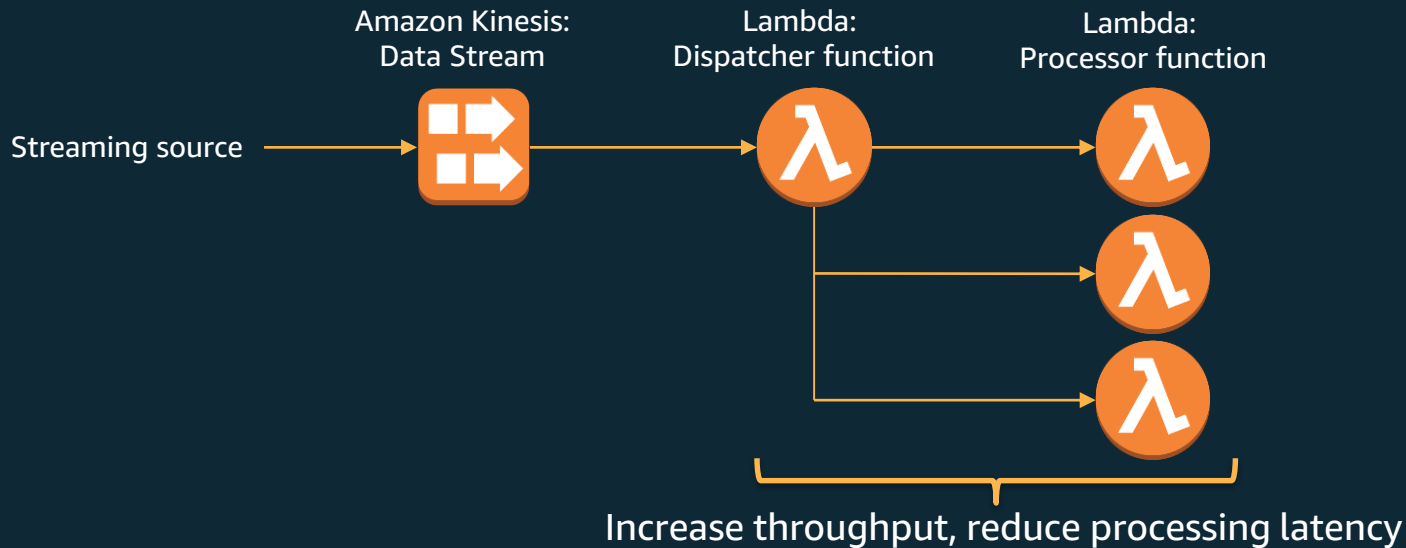 Amazon Kinesis:
Data Stream
Lambda:
Dispatcher function
Lambda:
Processor function
Streaming source
Increase throughput, reduce processing latency